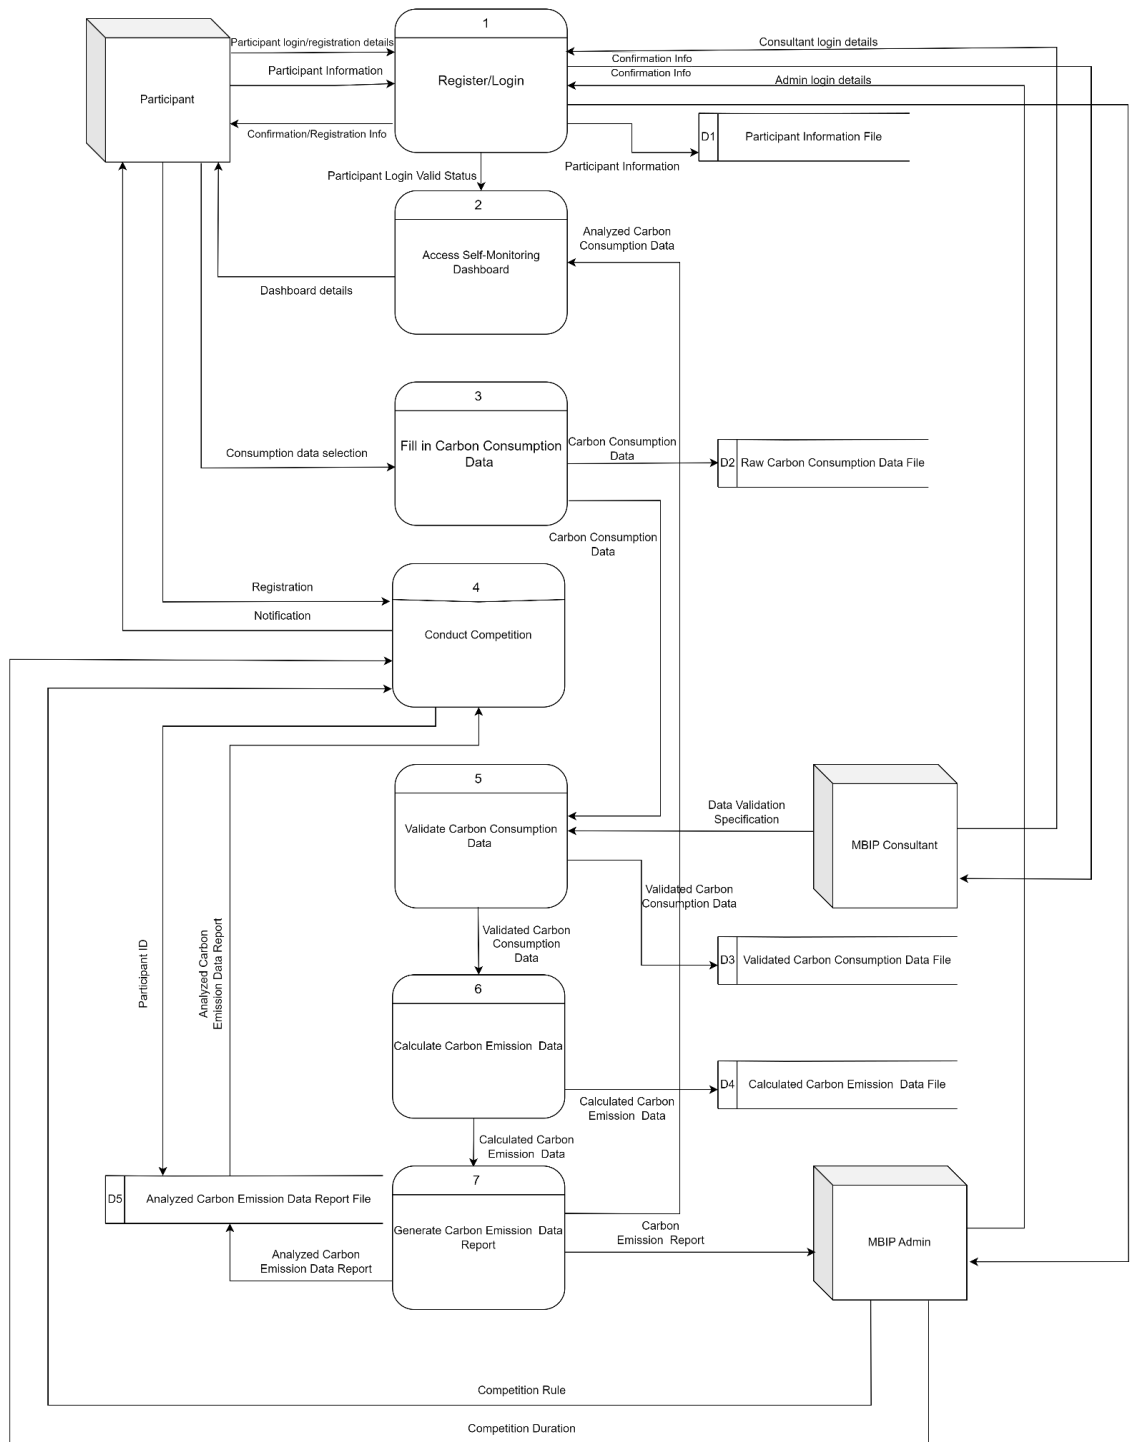 1
Participant login/registration details
Consultant login details
Confirmation Info
Participant Information
Confirmation Info
Register/Login
Admin login details
Participant
Confirmation/Registration Info
D1
Participant Information File
Participant Information
Participant Login Valid Status
2
Analyzed Carbon
Consumption Data
Access Self-Monitoring
Dashboard
Dashboard details
3
Fill in Carbon Consumption
Data
Carbon Consumption
Data
Consumption data selection
D2
Raw Carbon Consumption Data File
Carbon Consumption
Data
4
Registration
Notification
Conduct Competition
5
Data Validation
Specification
Validate Carbon Consumption
Data
MBIP Consultant
Validated Carbon
Consumption Data
Participant ID
Analyzed Carbon
Emission Data Report
Validated Carbon
Consumption
Data
D3
Validated Carbon Consumption Data File
6
Calculate Carbon Emission Data
D4
Calculated Carbon Emission Data File
Calculated Carbon
Emission Data
Calculated Carbon
Emission Data
7
D5
Analyzed Carbon Emission Data Report File
Generate Carbon Emission Data
Report
Carbon
Emission Report
MBIP Admin
Analyzed Carbon
Emission Data Report
Competition Rule
Competition Duration